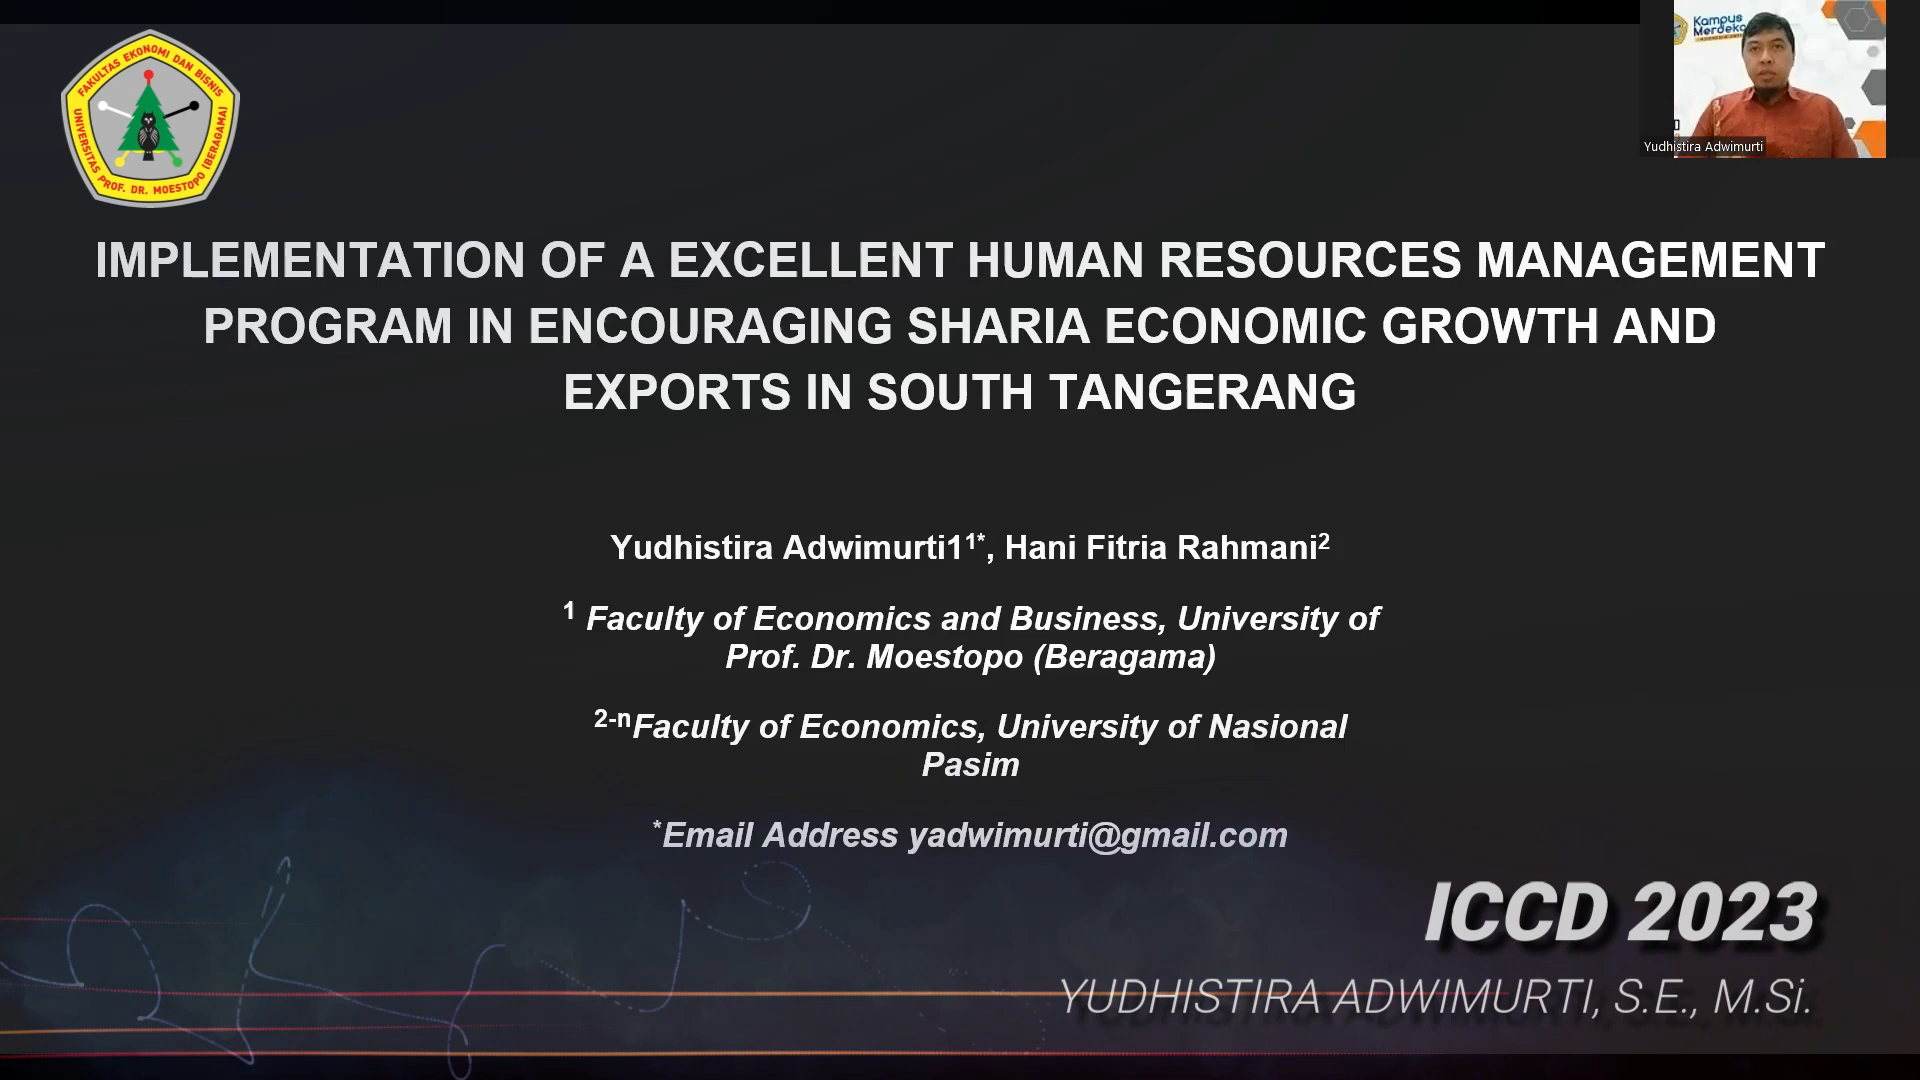 FAKULTAS EKONOMI DAN BISNIS
UNIVERSITAS PROF. DR. MOESTOPO (BERAGAMA)
Kampus
Merdeka
Yudhistira Adwimurti
IMPLEMENTATION OF A EXCELLENT HUMAN RESOURCES MANAGEMENT
PROGRAM IN ENCOURAGING SHARIA ECONOMIC GROWTH AND
EXPORTS IN SOUTH TANGERANG
Yudhistira Adwimurti1¹*, Hani Fitria Rahmani²
¹ Faculty of Economics and Business, University of
Prof. Dr. Moestopo (Beragama)
²⁻ⁿFaculty of Economics, University of Nasional
Pasim
*Email Address yadwimurti@gmail.com
ICCD 2023
YUDHISTIRA ADWIMURTI, S.E., M.Si.